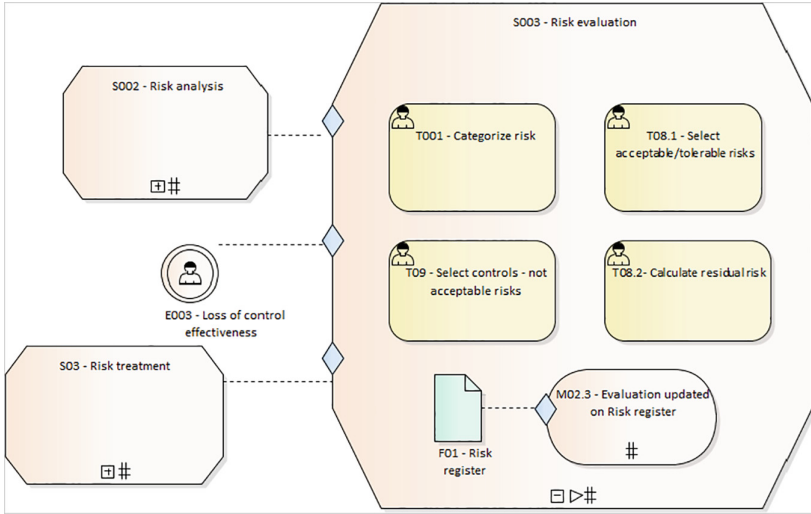 S003 - Risk evaluation
S002 - Risk analysis
T001 - Categorize risk
T08.1 - Select
acceptable/tolerable risks
T09 - Select controls - not
acceptable risks
T08.2- Calculate residual risk
E003 - Loss of control
effectiveness
S03 - Risk treatment
M02.3 - Evaluation updated
on Risk register
F01 - Risk
register